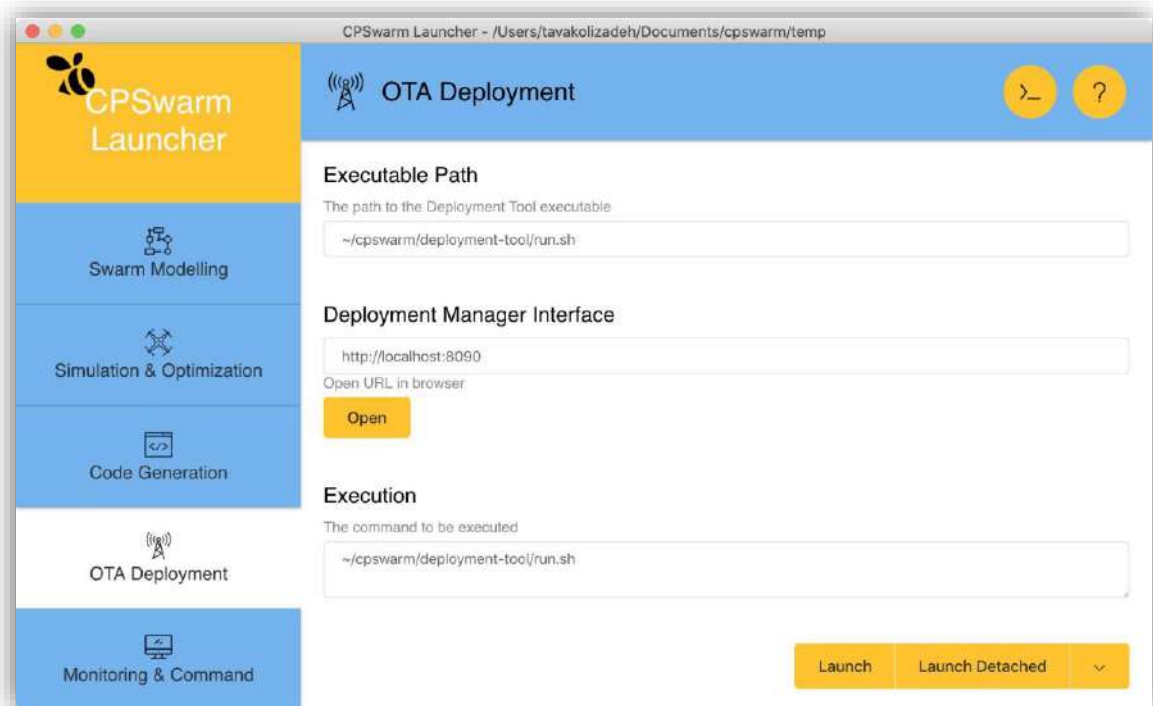 CPSwarm Launcher - /Users/tavakolizadeh/Documents/cpswarm/temp
CPSwarm
Launcher
Swarm Modelling
Simulation & Optimization
Code Generation
OTA Deployment
Monitoring & Command
OTA Deployment
>_
?
Executable Path
The path to the Deployment Tool executable
~/cpswarm/deployment-tool/run.sh
Deployment Manager Interface
http://localhost:8090
Open URL in browser
Open
Execution
The command to be executed
~/cpswarm/deployment-tool/run.sh
Launch
Launch Detached